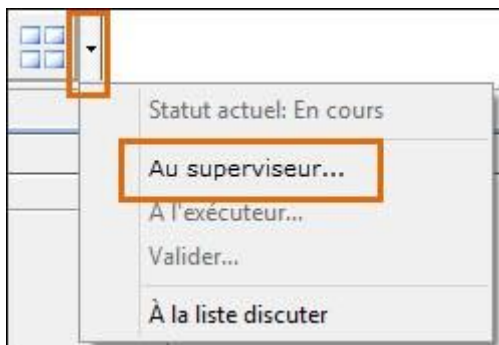 Statut actuel: En cours
Au superviseur...
A l'exécuteur...
Valider...
À la liste discuter